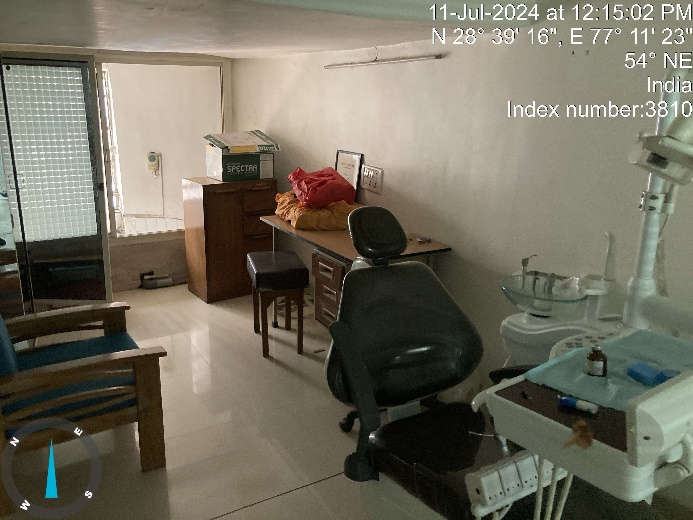 11-Jul-2024 at 12:15:02 PM
N 28° 39' 16", E 77° 11' 23"
54° NE
India
Index number:3810
SPECTRA
N
E
W
S